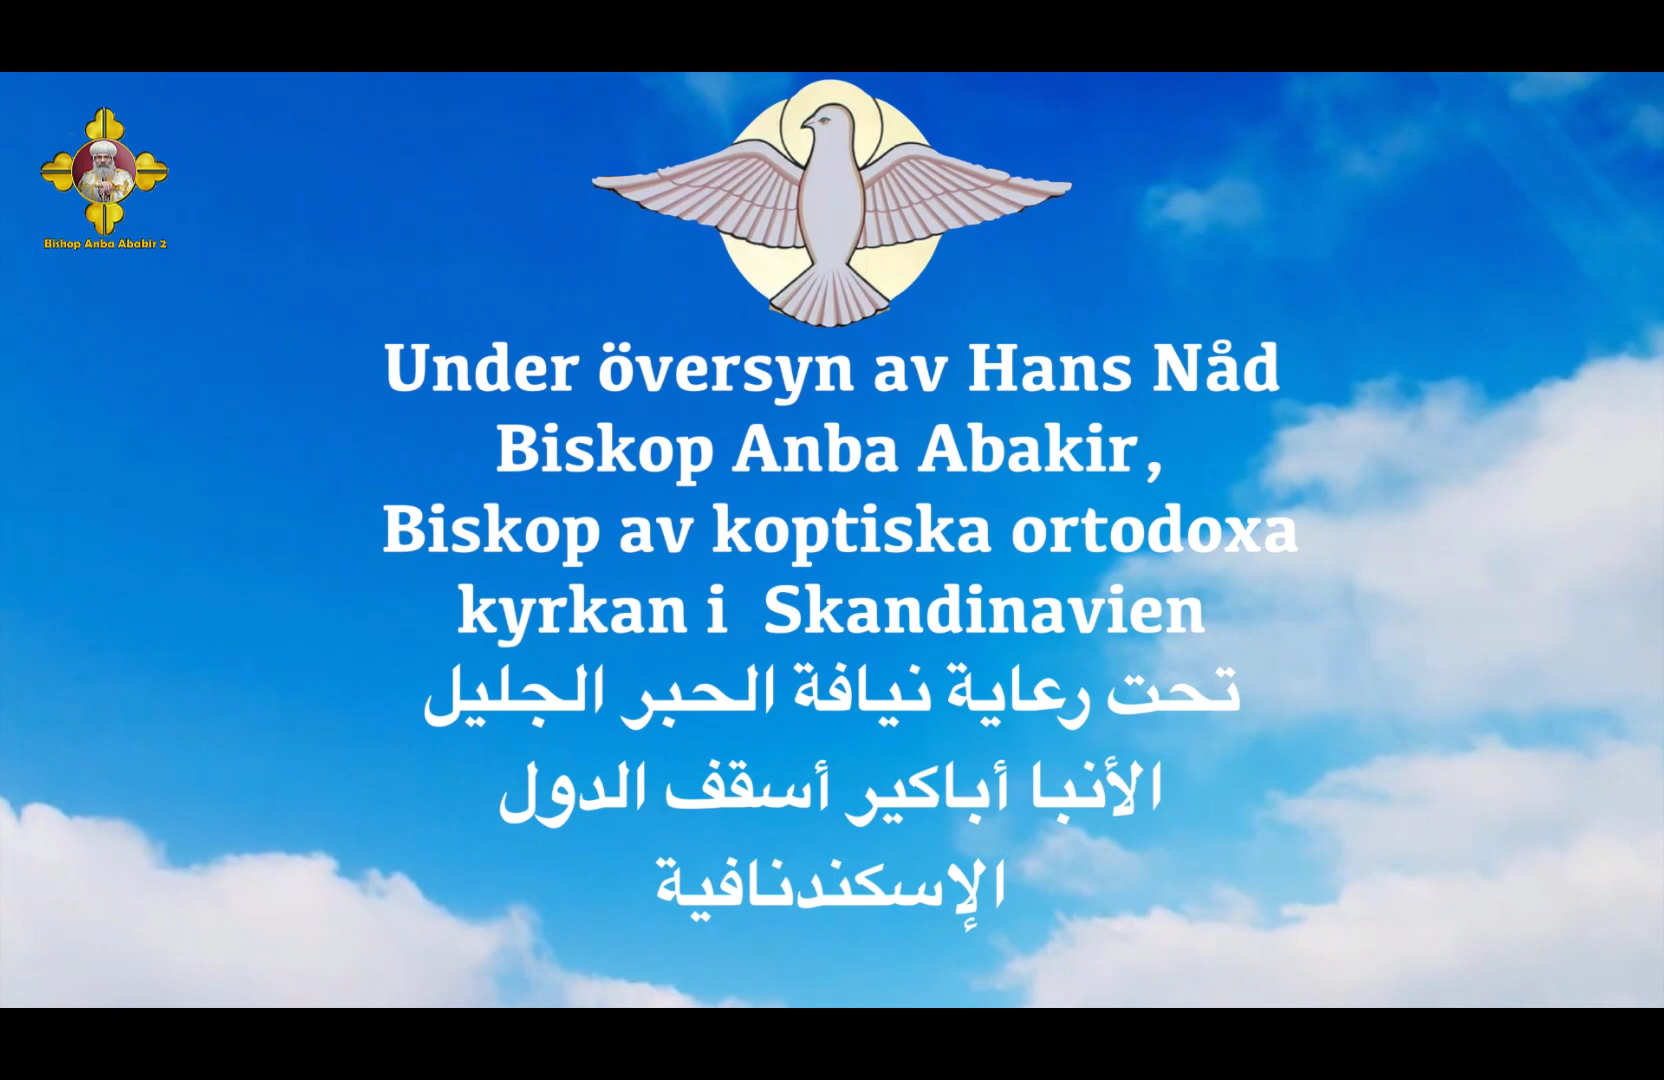 Bishop Anba Ababir 2
Under översyn av Hans Nåd
Biskop Anba Abakir,
Biskop av koptiska ortodoxa
kyrkan i Skandinavien
تحت رعاية نيافة الحبر الجليل
الأنبا أباكير أسقف الدول
الإسكندنافية